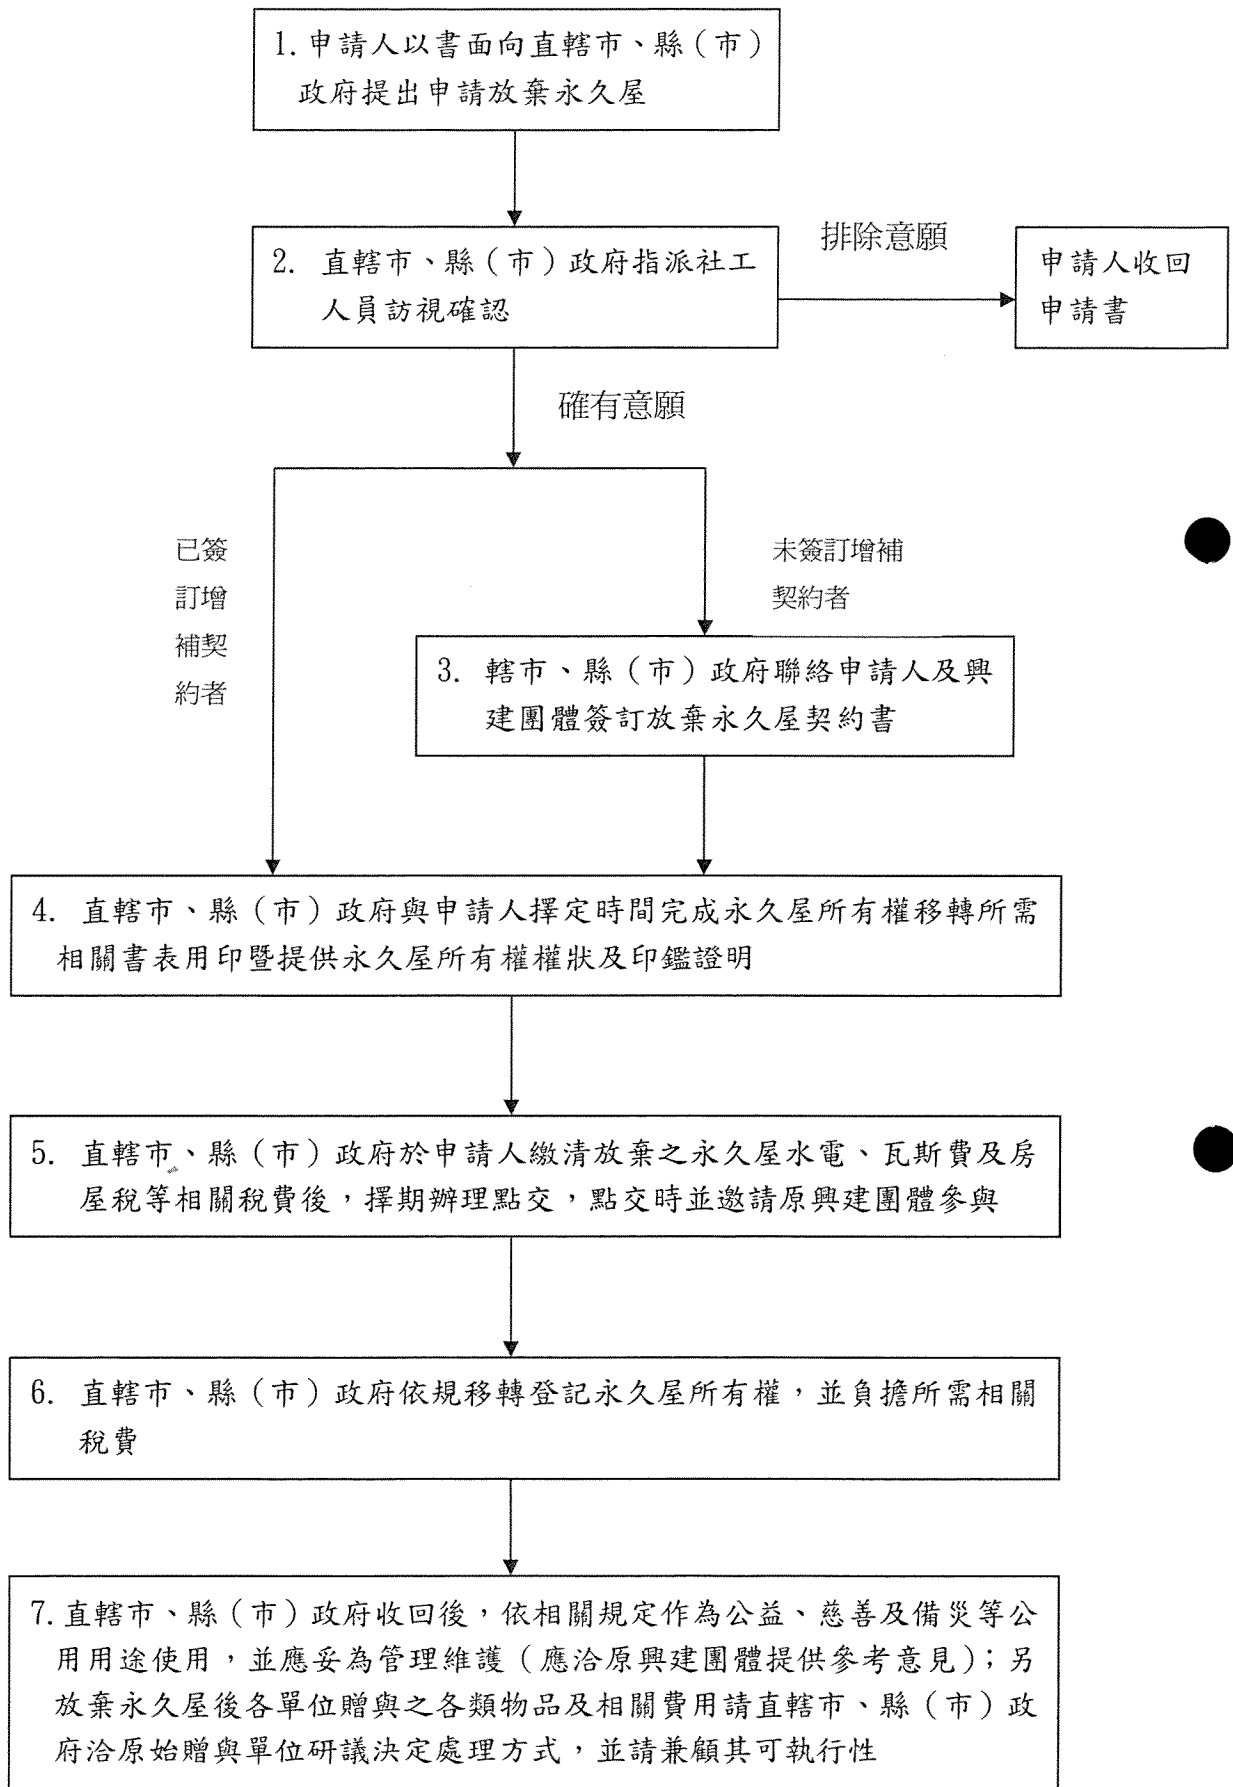 1. 申請人以書面向直轄市、縣（市）
政府提出申請放棄永久屋
2. 直轄市、縣（市）政府指派社工
人員訪視確認
排除意願
申請人收回
申請書
確有意願
已簽
訂增
補契
約者
未簽訂增補
契約者
3. 轄市、縣（市）政府聯絡申請人及興
建團體簽訂放棄永久屋契約書
4. 直轄市、縣（市）政府與申請人擇定時間完成永久屋所有權移轉所需
相關書表用印暨提供永久屋所有權權狀及印鑑證明
5. 直轄市、縣（市）政府於申請人繳清放棄之永久屋水電、瓦斯費及房
屋稅等相關稅費後，擇期辦理點交，點交時並邀請原興建團體參與
6. 直轄市、縣（市）政府依規移轉登記永久屋所有權，並負擔所需相關
稅費
7. 直轄市、縣（市）政府收回後，依相關規定作為公益、慈善及備災等公
用用途使用，並應妥為管理維護（應洽原興建團體提供參考意見）；另
放棄永久屋後各單位贈與之各類物品及相關費用請直轄市、縣（市）政
府洽原始贈與單位研議決定處理方式，並請兼顧其可執行性